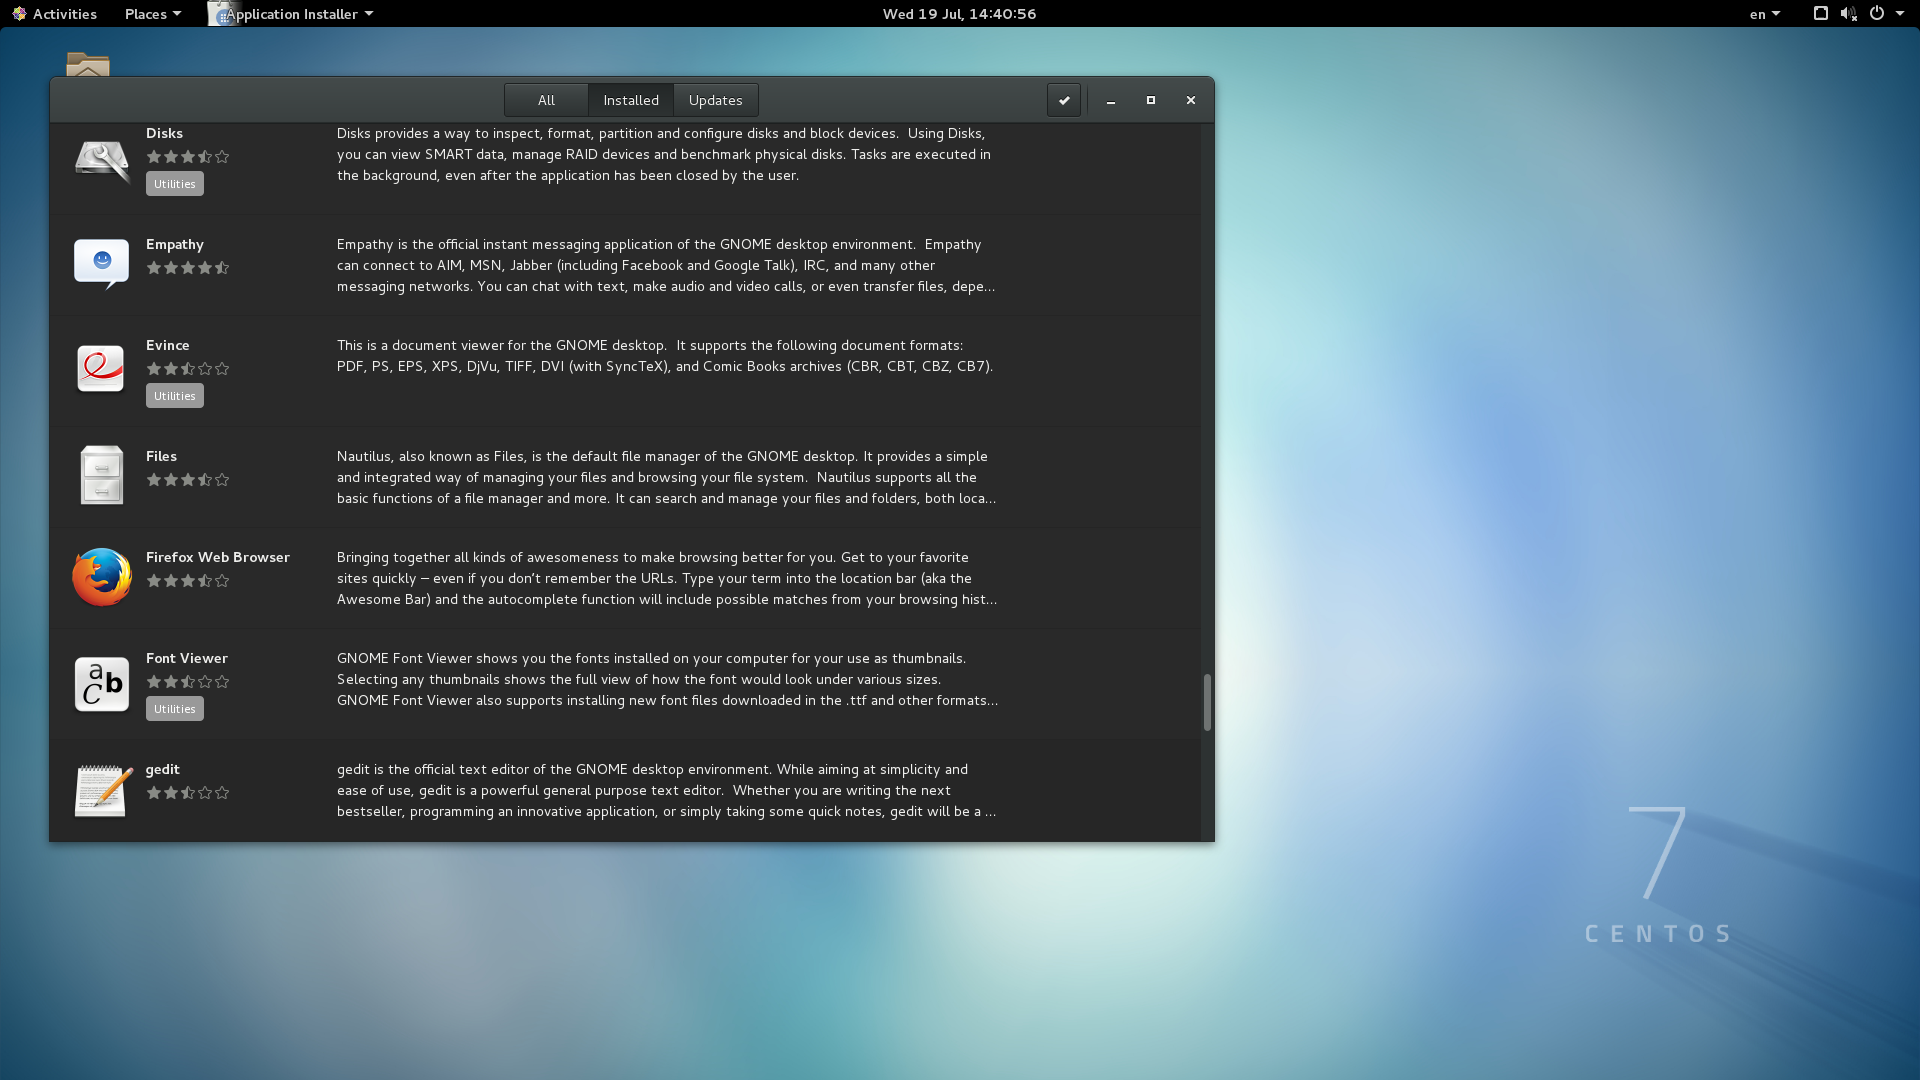 Activities
Places
Application Installer
Wed 19 Jul, 14:40:56
en
All
Installed
Updates
Disks
Utilities
Disks provides a way to inspect, format, partition and configure disks and block devices.  Using Disks,
you can view SMART data, manage RAID devices and benchmark physical disks. Tasks are executed in
the background, even after the application has been closed by the user.
Empathy
Empathy is the official instant messaging application of the GNOME desktop environment.  Empathy
can connect to AIM, MSN, Jabber (including Facebook and Google Talk), IRC, and many other
messaging networks. You can chat with text, make audio and video calls, or even transfer files, depe…
Evince
Utilities
This is a document viewer for the GNOME desktop.  It supports the following document formats:
PDF, PS, EPS, XPS, DjVu, TIFF, DVI (with SyncTeX), and Comic Books archives (CBR, CBT, CBZ, CB7).
Files
Nautilus, also known as Files, is the default file manager of the GNOME desktop. It provides a simple
and integrated way of managing your files and browsing your file system.  Nautilus supports all the
basic functions of a file manager and more. It can search and manage your files and folders, both loca…
Firefox Web Browser
Bringing together all kinds of awesomeness to make browsing better for you. Get to your favorite
sites quickly – even if you don’t remember the URLs. Type your term into the location bar (aka the
Awesome Bar) and the autocomplete function will include possible matches from your browsing hist…
Font Viewer
Utilities
GNOME Font Viewer shows you the fonts installed on your computer for your use as thumbnails.
Selecting any thumbnails shows the full view of how the font would look under various sizes.
GNOME Font Viewer also supports installing new font files downloaded in the .ttf and other formats…
gedit
gedit is the official text editor of the GNOME desktop environment. While aiming at simplicity and
ease of use, gedit is a powerful general purpose text editor.  Whether you are writing the next
bestseller, programming an innovative application, or simply taking some quick notes, gedit will be a …
7
CENTOS